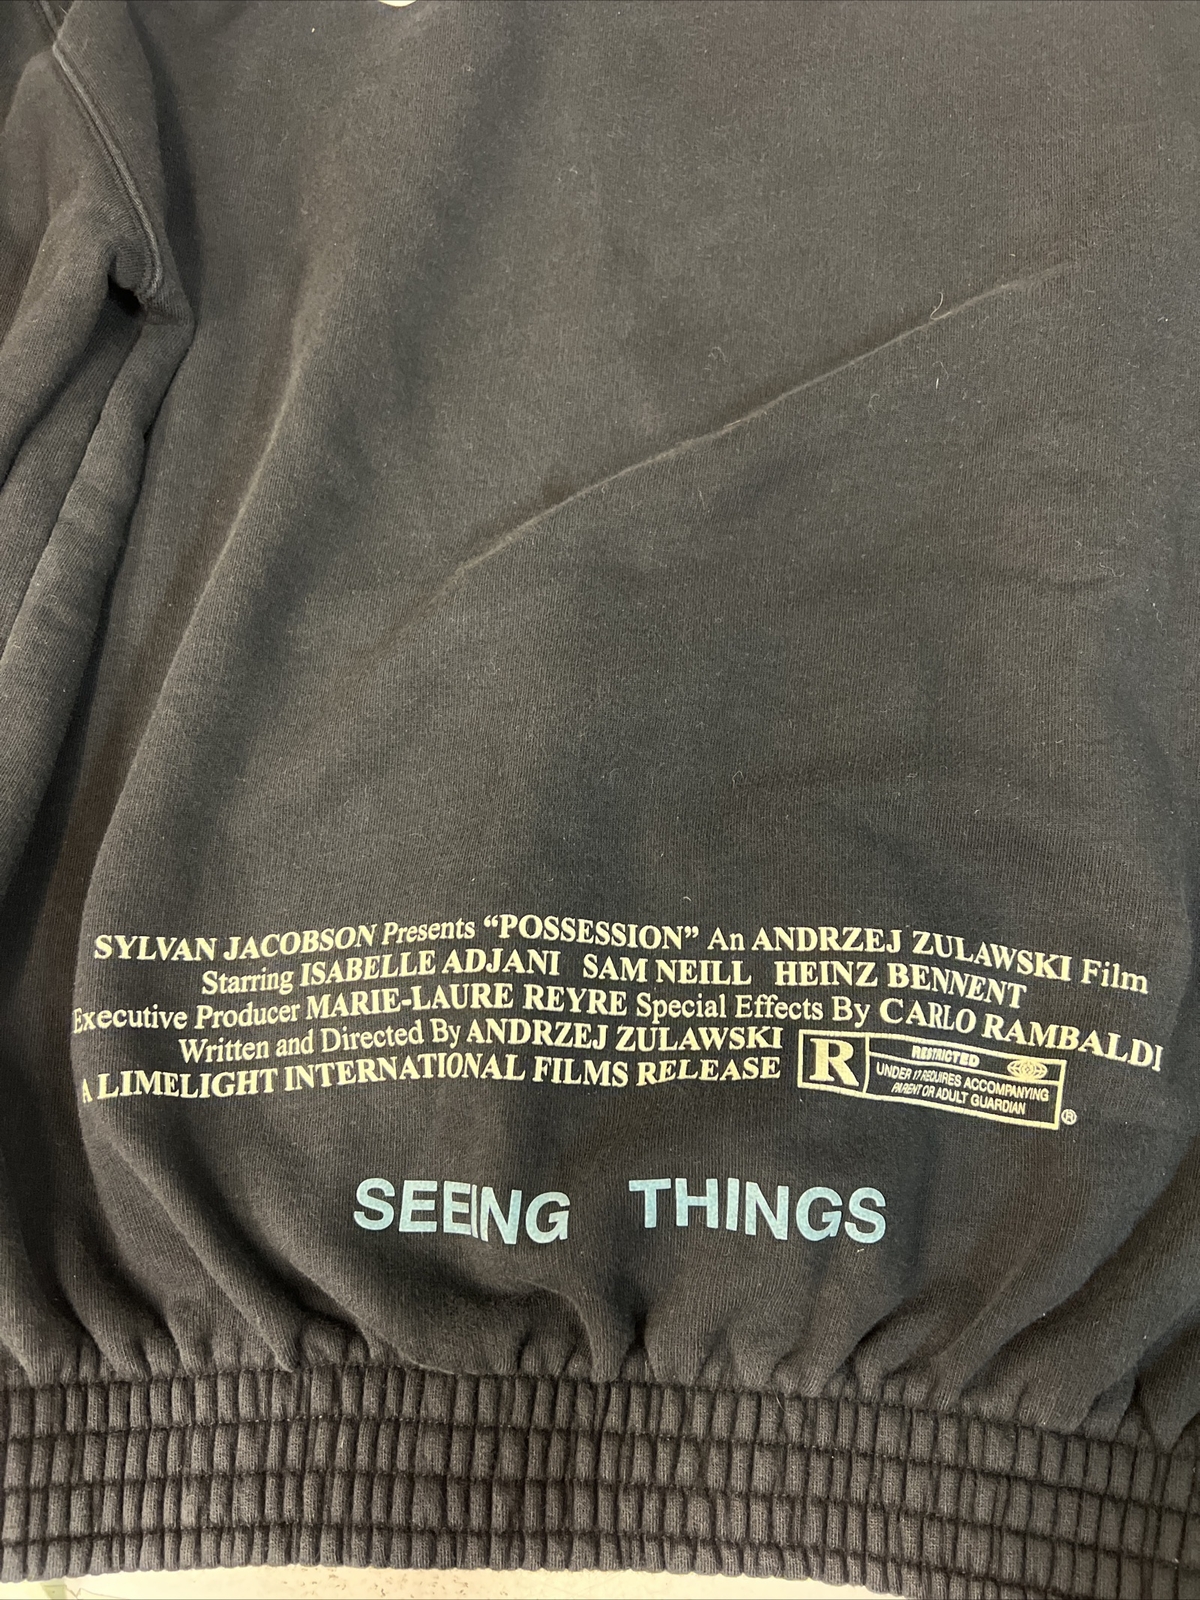 SYLVAN JACOBSON Presents “POSSESSION” An ANDRZEJ ZULAWSKI Film
Starring ISABELLE ADJANI SAM NEILL HEINZ BENNENT
Executive Producer MARIE-LAURE REYRE Special Effects By CARLO RAMBALDI
Written and Directed By ANDRZEJ ZULAWSKI
A LIMELIGHT INTERNATIONAL FILMS RELEASE
R
RESTRICTED
UNDER 17 REQUIRES ACCOMPANYING
PARENT OR ADULT GUARDIAN
®
SEEING THINGS